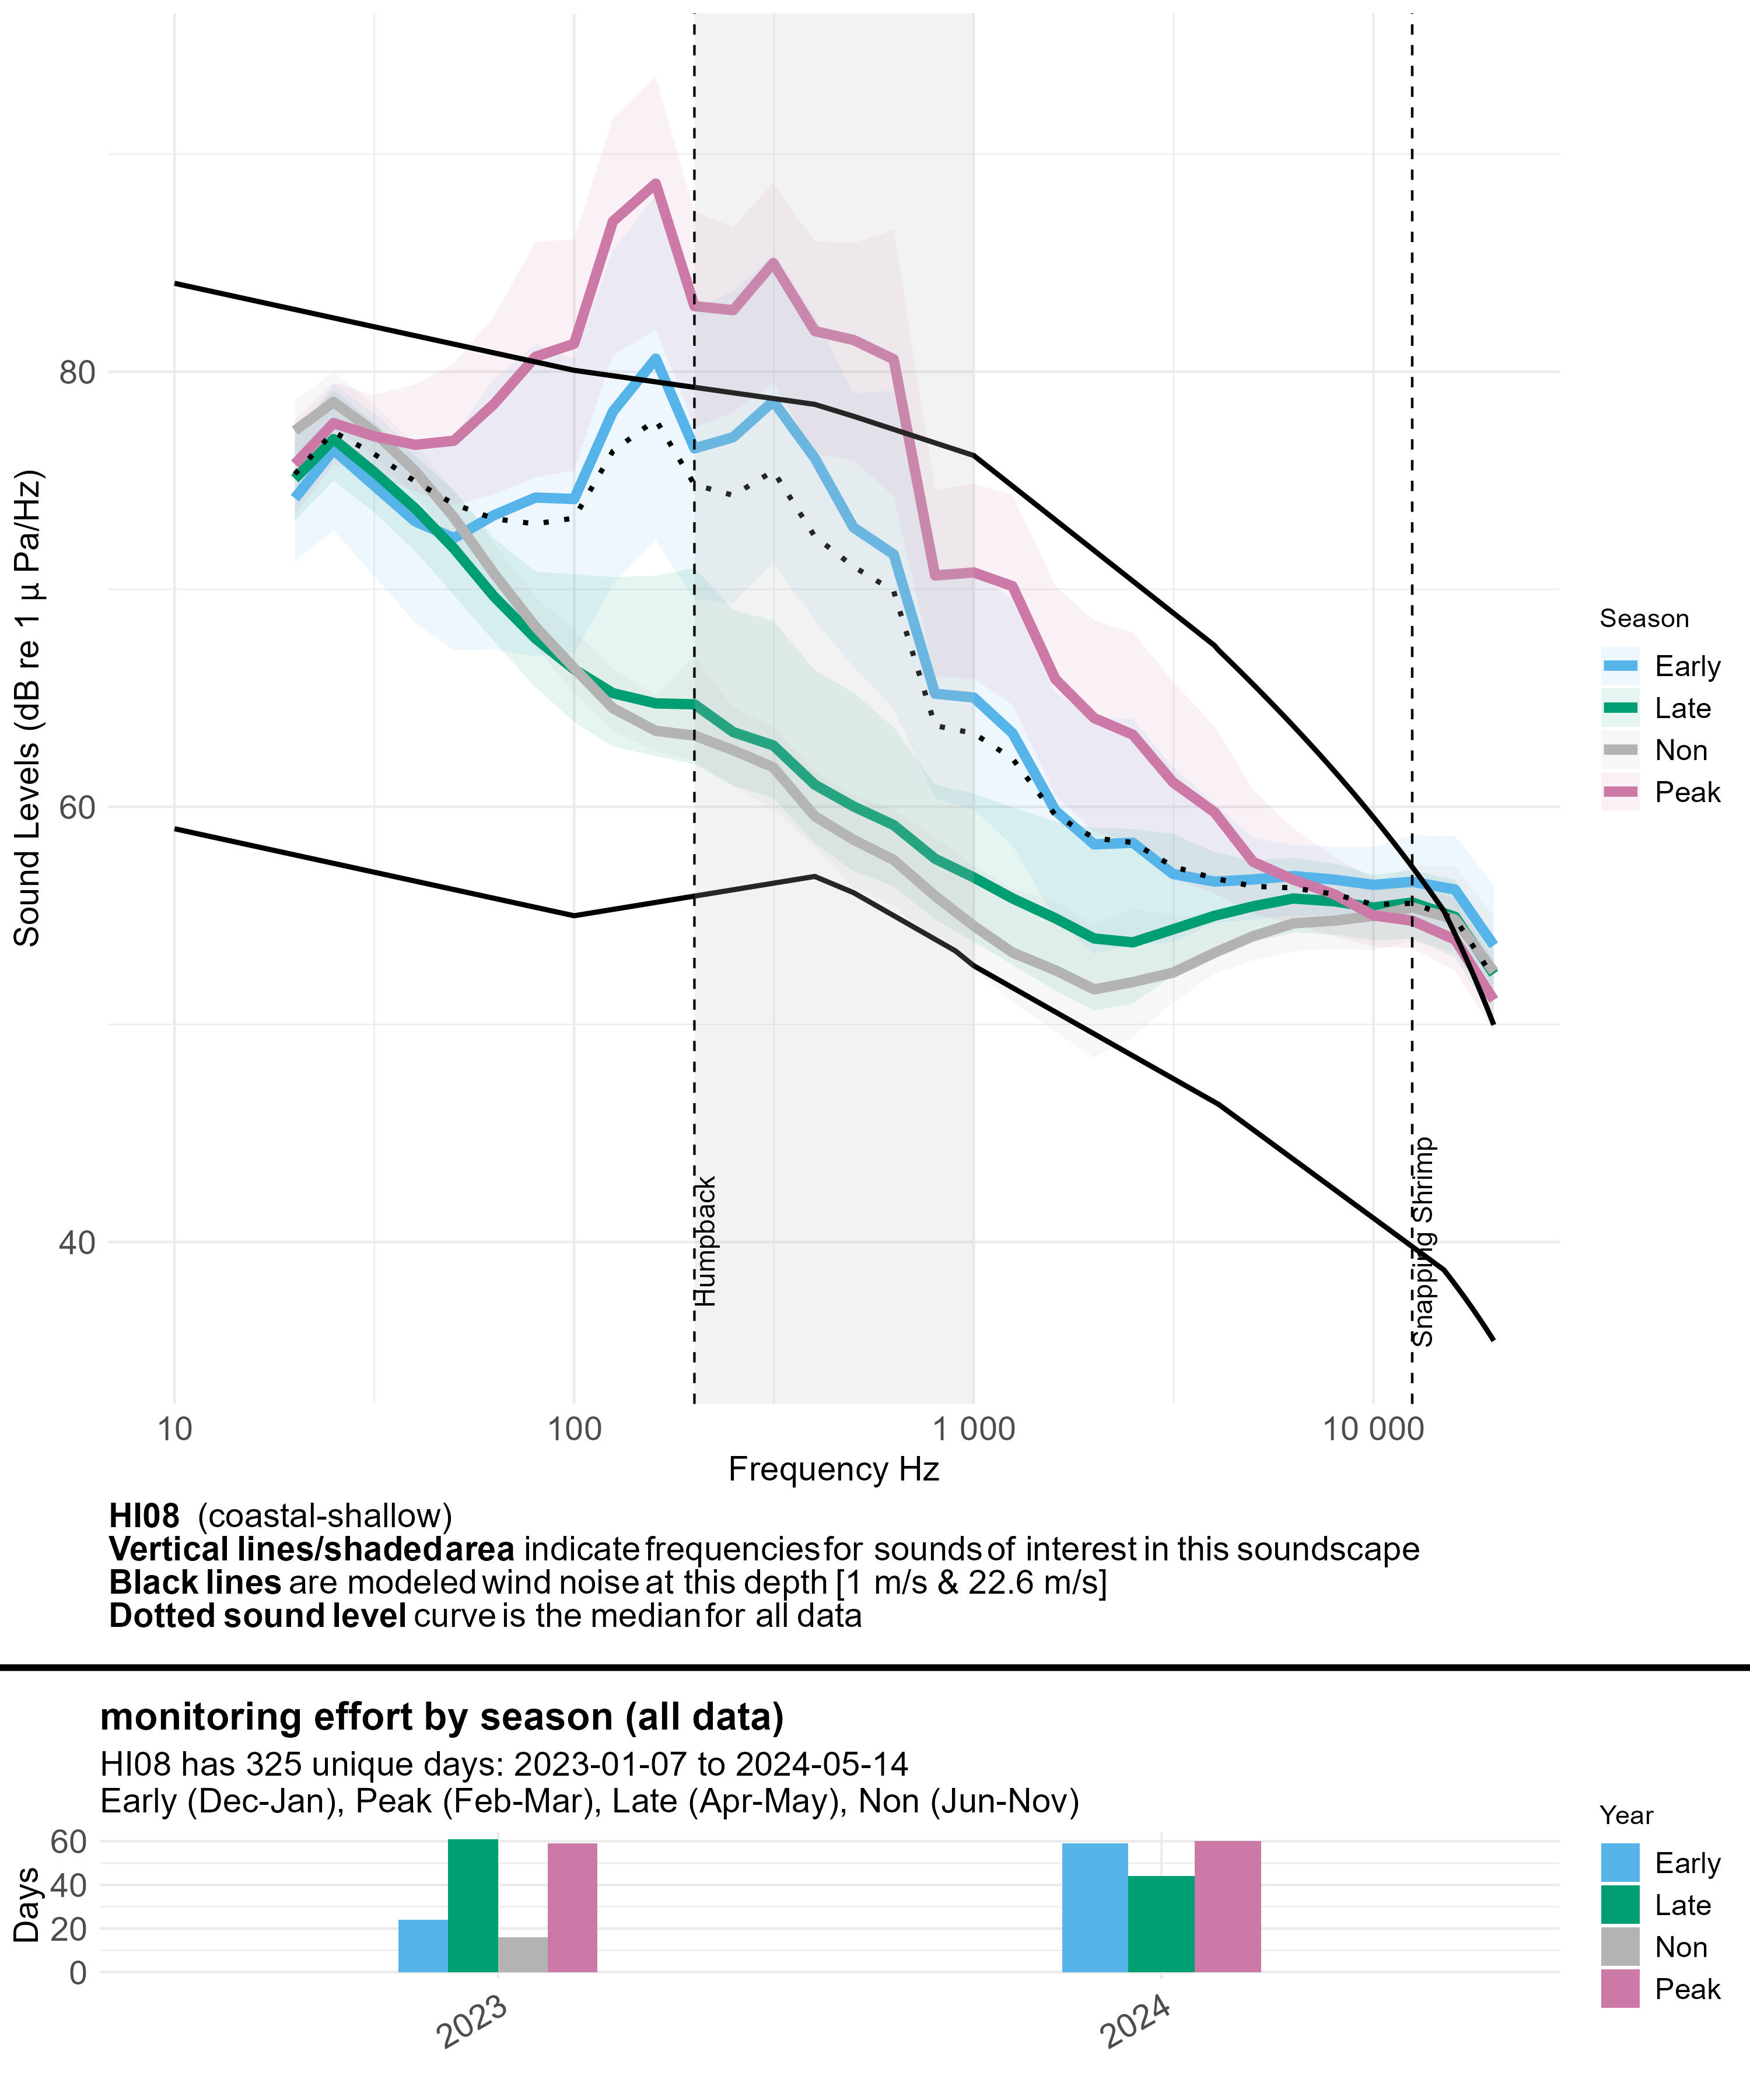 80
60
40
Sound Levels (dB re 1 µ Pa/Hz)
Humpback
Snapping Shrimp
10
100
1 000
10 000
Frequency Hz
Season
Early
Late
Non
Peak
HI08 (coastal-shallow)
Vertical lines/shaded area indicate frequencies for sounds of interest in this soundscape
Black lines are modeled wind noise at this depth [1 m/s & 22.6 m/s]
Dotted sound level curve is the median for all data
monitoring effort by season (all data)
HI08 has 325 unique days: 2023-01-07 to 2024-05-14
Early (Dec-Jan), Peak (Feb-Mar), Late (Apr-May), Non (Jun-Nov)
60
40
20
0
Days
2023
2024
Year
Early
Late
Non
Peak